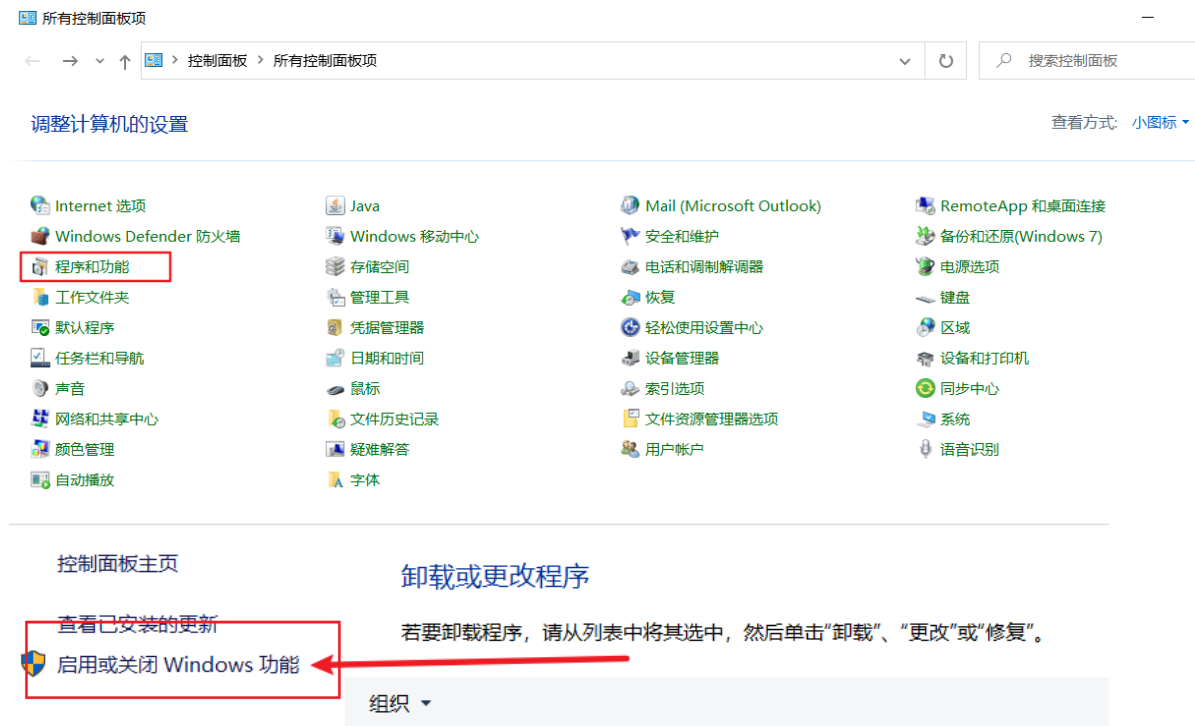 所有控制面板项
控制面板 > 所有控制面板项
搜索控制面板
调整计算机的设置
查看方式: 小图标
Internet 选项 Java Mail (Microsoft Outlook) RemoteApp 和桌面连接
Windows Defender 防火墙 Windows 移动中心 安全和维护 备份和还原(Windows 7)
程序和功能 存储空间 电话和调制解调器 电源选项
工作文件夹 管理工具 恢复 键盘
默认程序 凭据管理器 轻松使用设置中心 区域
任务栏和导航 日期和时间 设备管理器 设备和打印机
声音 鼠标 索引选项 同步中心
网络和共享中心 文件历史记录 文件资源管理器选项 系统
颜色管理 疑难解答 用户帐户 语音识别
自动播放 字体
控制面板主页
查看已安装的更新
启用或关闭 Windows 功能
卸载或更改程序
若要卸载程序，请从列表中将其选中，然后单击“卸载”、“更改”或“修复”。
组织